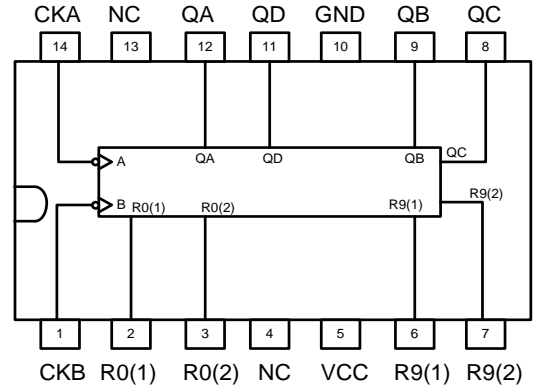 CKA NC QA QD GND QB QC
14 13 12 11 10 9 8
QA QD QB QC
A
B R0(1) R0(2) R9(1) R9(2)
1 2 3 4 5 6 7
CKB R0(1) R0(2) NC VCC R9(1) R9(2)